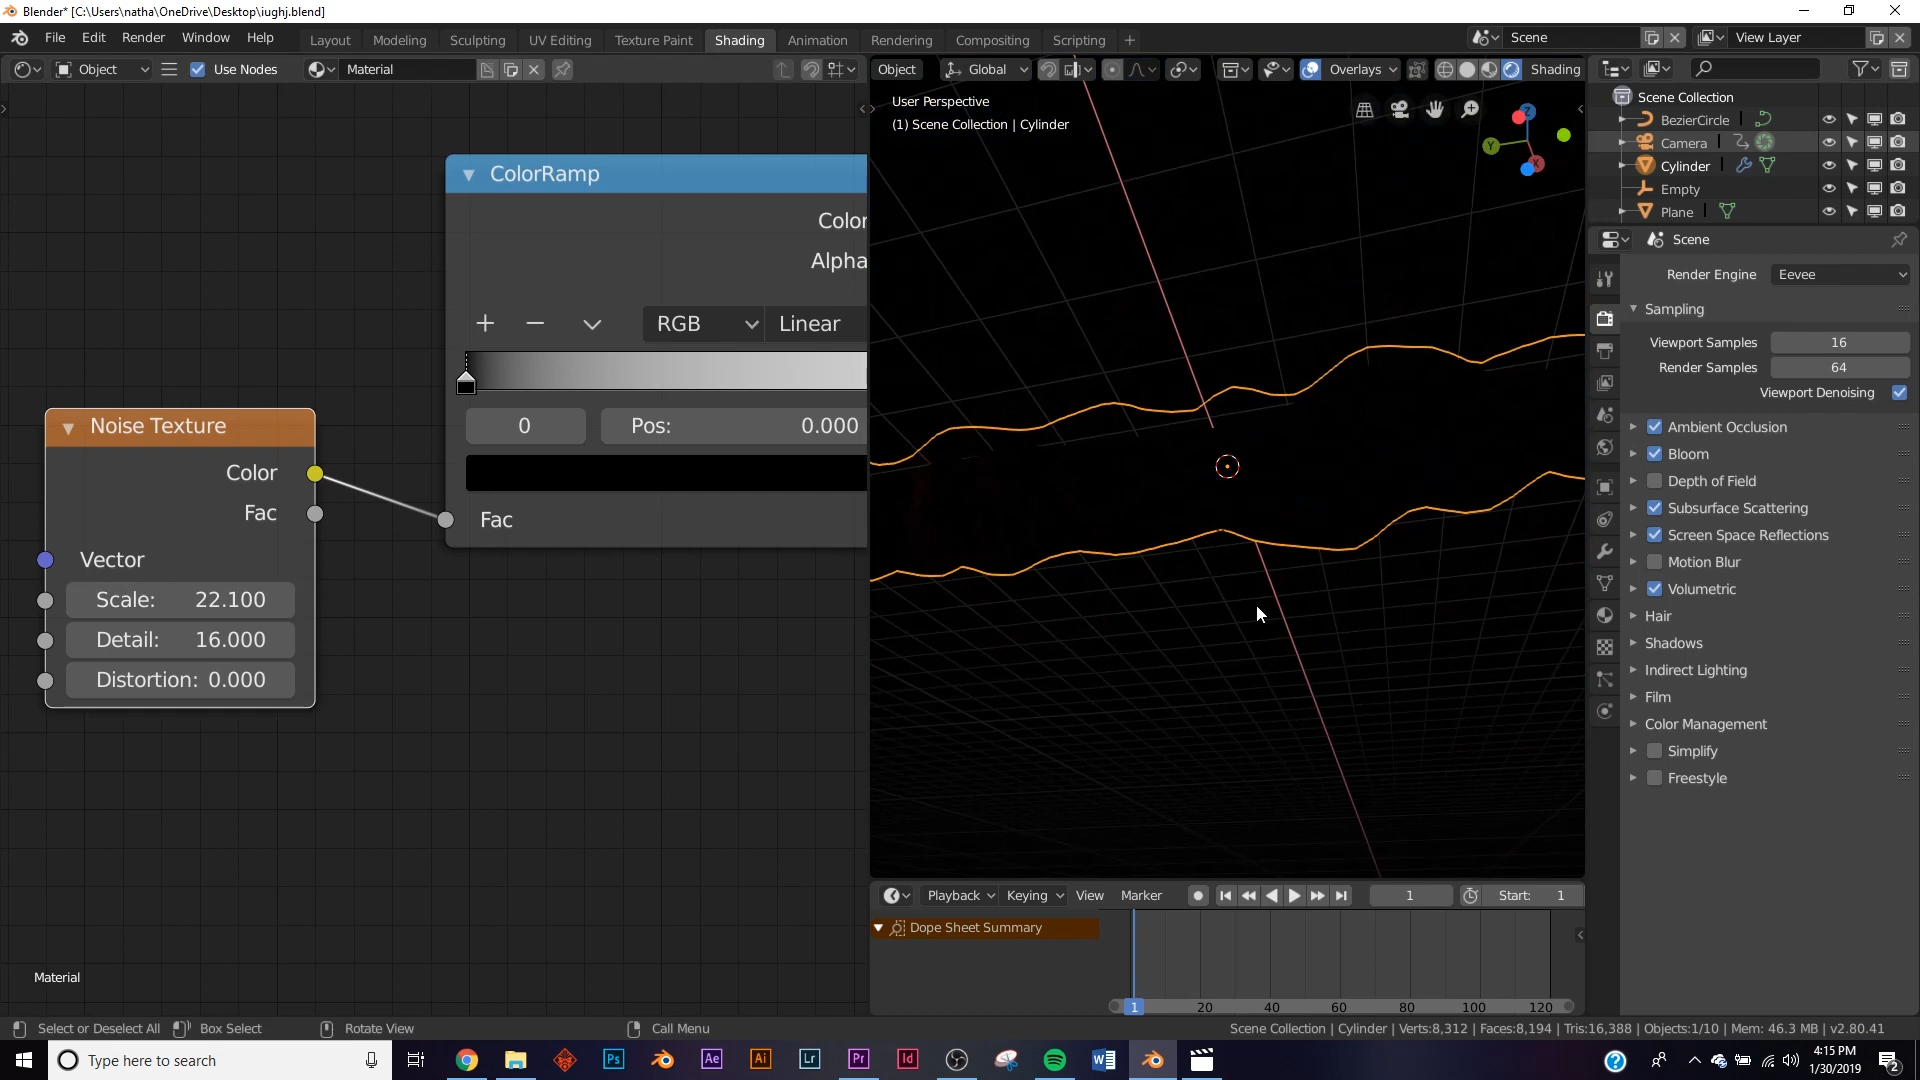 Blender* [C:\Users\natha\OneDrive\Desktop\iughj.blend]
File Edit Render Window Help Layout Modeling Sculpting UV Editing Texture Paint Shading Animation Rendering Compositing Scripting + Scene View Layer
Object Use Nodes Material Object Global Overlays Shading
User Perspective
(1) Scene Collection | Cylinder
Z
Y
X
Scene Collection
BezierCircle
Camera
Cylinder
Empty
Plane
Scene
Render Engine Eevee
Sampling
Viewport Samples 16
Render Samples 64
Viewport Denoising
Ambient Occlusion
Bloom
Depth of Field
Subsurface Scattering
Screen Space Reflections
Motion Blur
Volumetric
Hair
Shadows
Indirect Lighting
Film
Color Management
Simplify
Freestyle
ColorRamp
Color
Alpha
RGB Linear
0 Pos: 0.000
Fac
Noise Texture
Color
Fac
Vector
Scale: 22.100
Detail: 16.000
Distortion: 0.000
Material
Playback Keying View Marker 1 Start: 1
Dope Sheet Summary
1 20 40 60 80 100 120
Select or Deselect All Box Select Rotate View Call Menu Scene Collection | Cylinder | Verts:8,312 | Faces:8,194 | Tris:16,388 | Objects:1/10 | Mem: 46.3 MB | v2.80.41
Type here to search Ps Ae Ai Lr Pr Id W
4:15 PM
1/30/2019
2